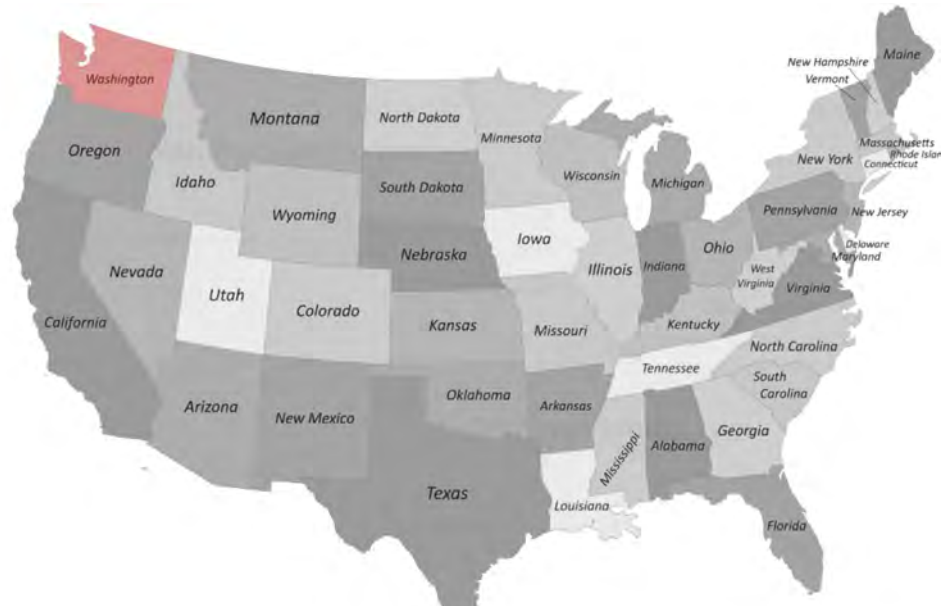 Washington
Montana
North Dakota
Minnesota
Maine
New Hampshire
Vermont
Oregon
Idaho
Wyoming
South Dakota
Wisconsin
Michigan
New York
Massachusetts
Rhode Islan
Connecticut
Nebraska
Iowa
Illinois
Indiana
Ohio
Pennsylvania
New Jersey
Delaware
Maryland
West
Virginia
Virginia
Nevada
Utah
Colorado
California
Kansas
Missouri
Kentucky
North Carolina
Tennessee
South
Carolina
Arizona
New Mexico
Oklahoma
Arkansas
Mississippi
Alabama
Georgia
Texas
Louisiana
Florida